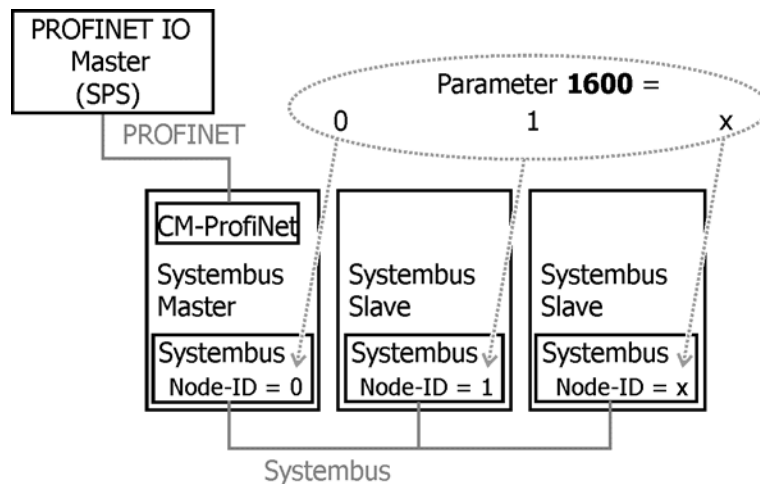 PROFINET IO
Master
(SPS)
PROFINET
Parameter 1600 =
0 1 x
CM-ProfiNet
Systembus
Master
Systembus
Node-ID = 0
Systembus
Slave
Systembus
Node-ID = 1
Systembus
Slave
Systembus
Node-ID = x
Systembus